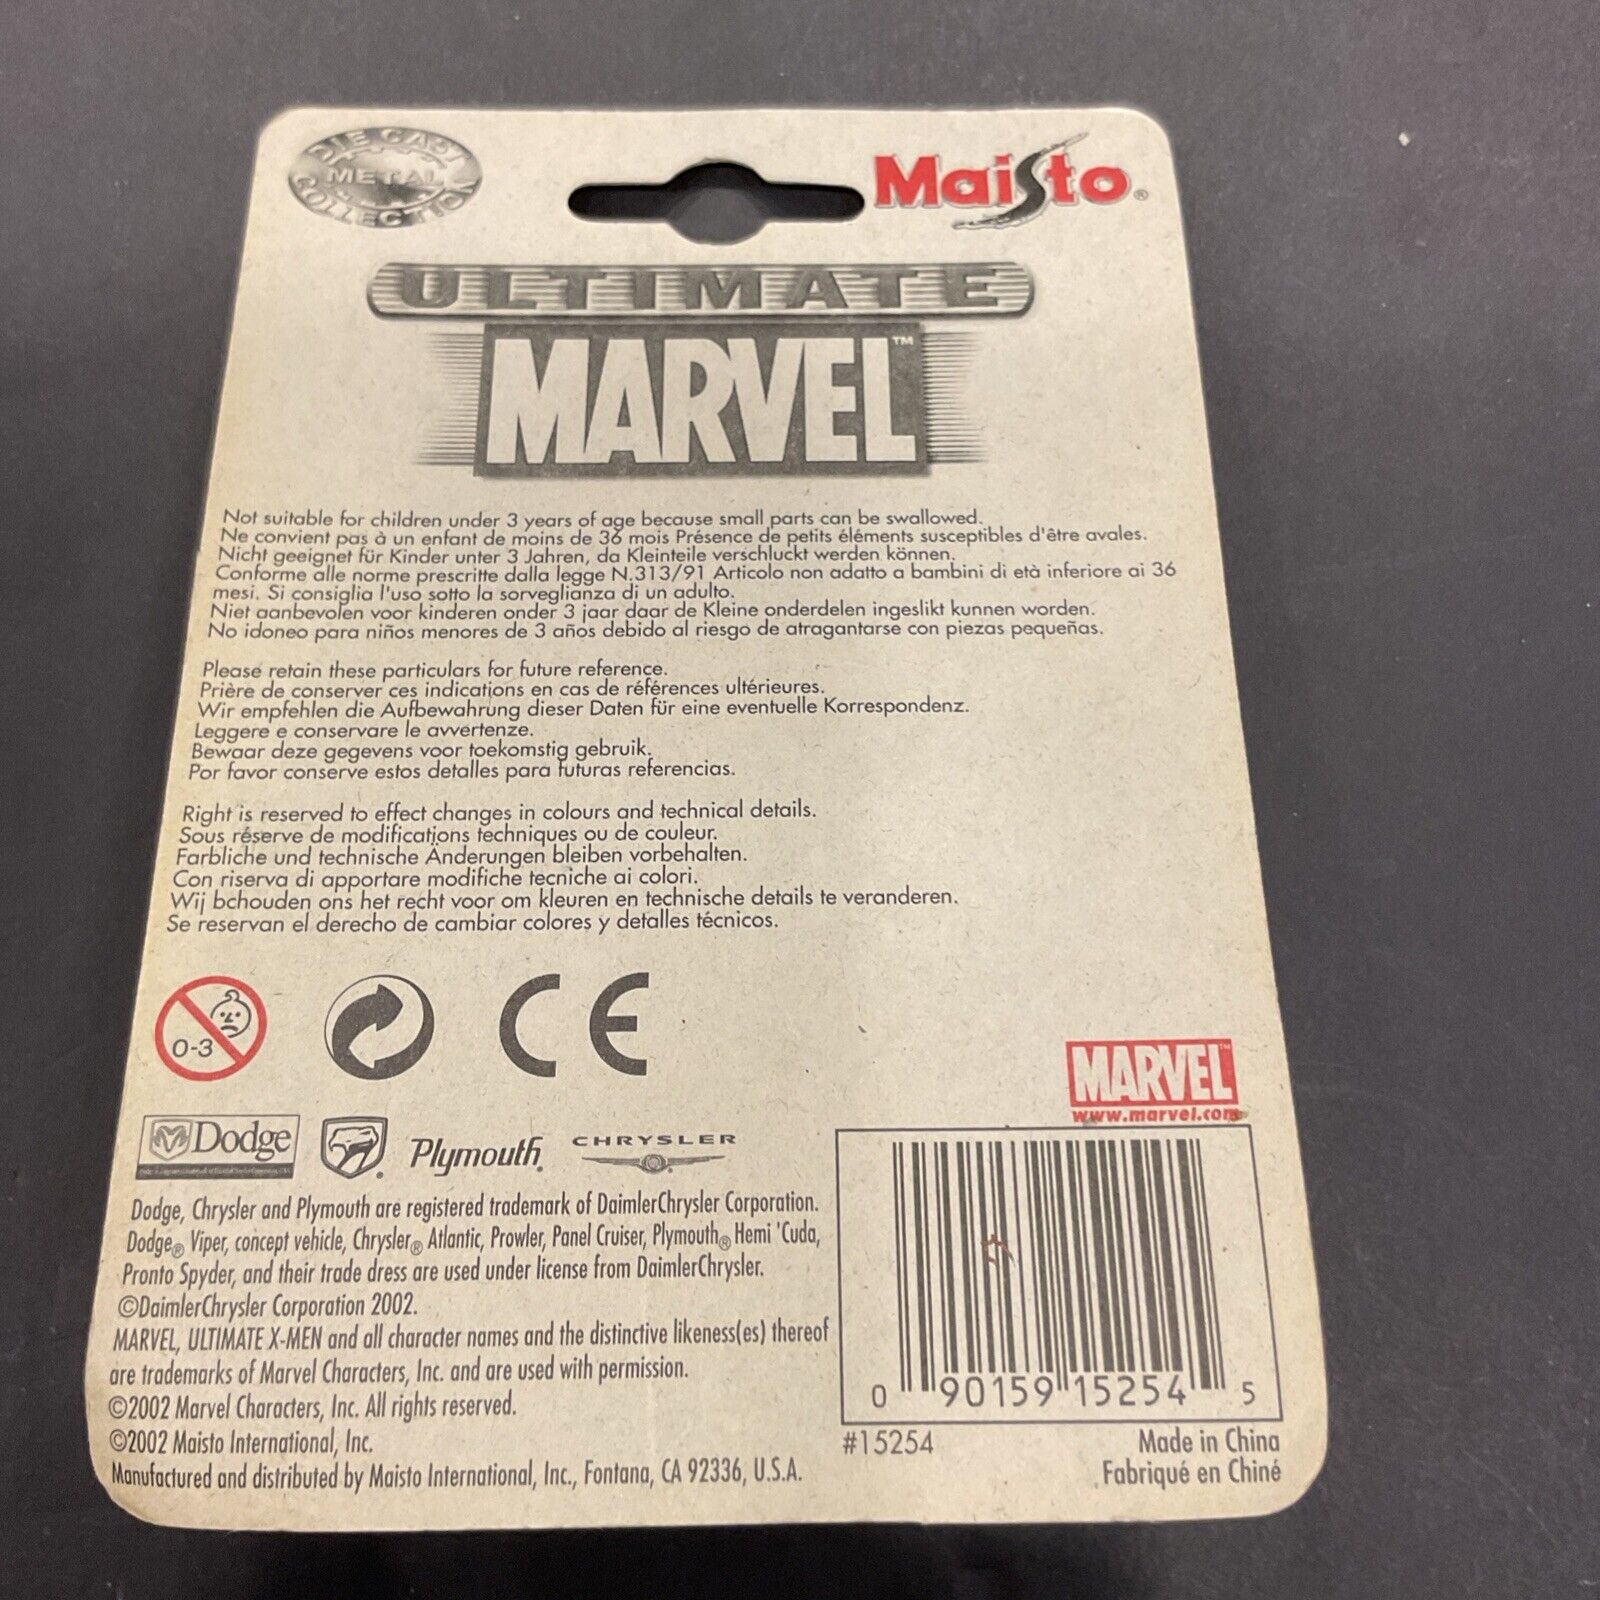 DIE CAST
METAL
COLLECTION
Maisto®
ULTIMATE
MARVEL™
Not suitable for children under 3 years of age because small parts can be swallowed.
Ne convient pas à un enfant de moins de 36 mois Présence de petits éléments susceptibles d'être avales.
Nicht geeignet für Kinder unter 3 Jahren, da Kleinteile verschluckt werden können.
Conforme alle norme prescritte dalla legge N.313/91 Articolo non adatto a bambini di età inferiore ai 36
mesi. Si consiglia l'uso sotto la sorveglianza di un adulto.
Niet aanbevolen voor kinderen onder 3 jaar daar de Kleine onderdelen ingeslikt kunnen worden.
No idoneo para niños menores de 3 años debido al riesgo de atragantarse con piezas pequeñas.
Please retain these particulars for future reference.
Prière de conserver ces indications en cas de références ultérieures.
Wir empfehlen die Aufbewahrung dieser Daten für eine eventuelle Korrespondenz.
Leggere e conservare le avvertenze.
Bewaar deze gegevens voor toekomstig gebruik.
Por favor conserve estos detalles para futuras referencias.
Right is reserved to effect changes in colours and technical details.
Sous réserve de modifications techniques ou de couleur.
Farbliche und technische Änderungen bleiben vorbehalten.
Con riserva di apportare modifiche tecniche ai colori.
Wij bchouden ons het recht voor om kleuren en technische details te veranderen.
Se reservan el derecho de cambiar colores y detalles técnicos.
0-3
CE
MARVEL™
www.marvel.com
Dodge
Plymouth®
CHRYSLER
Dodge, Chrysler and Plymouth are registered trademark of DaimlerChrysler Corporation.
Dodge® Viper, concept vehicle, Chrysler® Atlantic, Prowler, Panel Cruiser, Plymouth® Hemi 'Cuda,
Pronto Spyder, and their trade dress are used under license from DaimlerChrysler.
©DaimlerChrysler Corporation 2002.
MARVEL, ULTIMATE X-MEN and all character names and the distinctive likeness(es) thereof
are trademarks of Marvel Characters, Inc. and are used with permission.
©2002 Marvel Characters, Inc. All rights reserved.
©2002 Maisto International, Inc.
Manufactured and distributed by Maisto International, Inc., Fontana, CA 92336, U.S.A.
0 90159 15254 5
#15254
Made in China
Fabriqué en Chiné